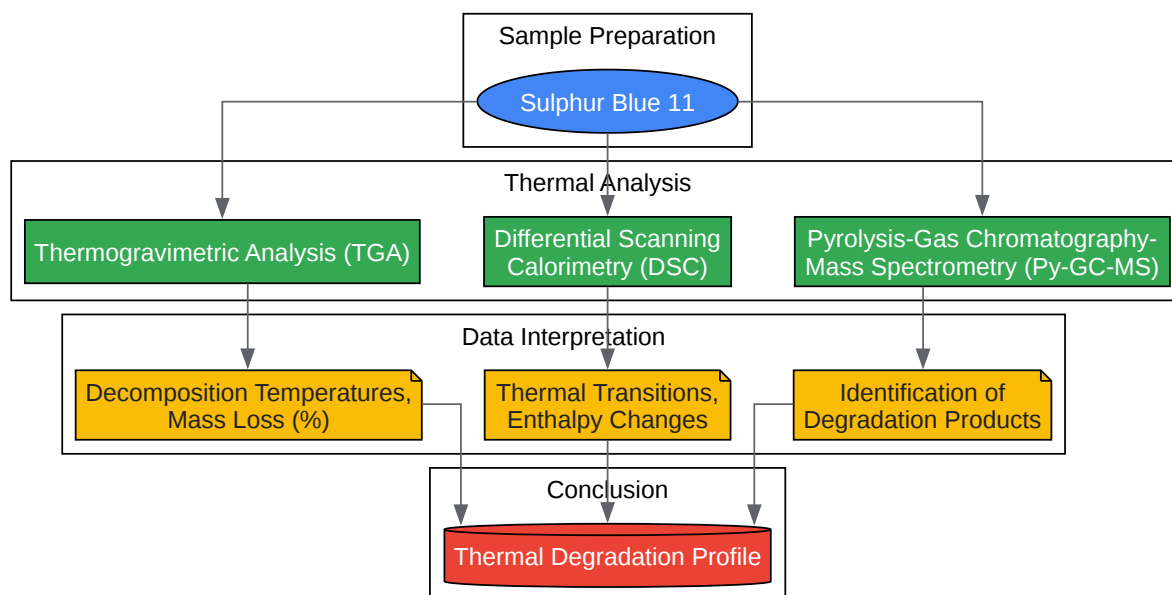 Sample Preparation
Sulphur Blue 11
Thermal Analysis
Thermogravimetric Analysis (TGA)
Differential Scanning
Calorimetry (DSC)
Pyrolysis-Gas Chromatography-
Mass Spectrometry (Py-GC-MS)
Data Interpretation
Decomposition Temperatures,
Mass Loss (%)
Thermal Transitions,
Enthalpy Changes
Identification of
Degradation Products
Conclusion
Thermal Degradation Profile